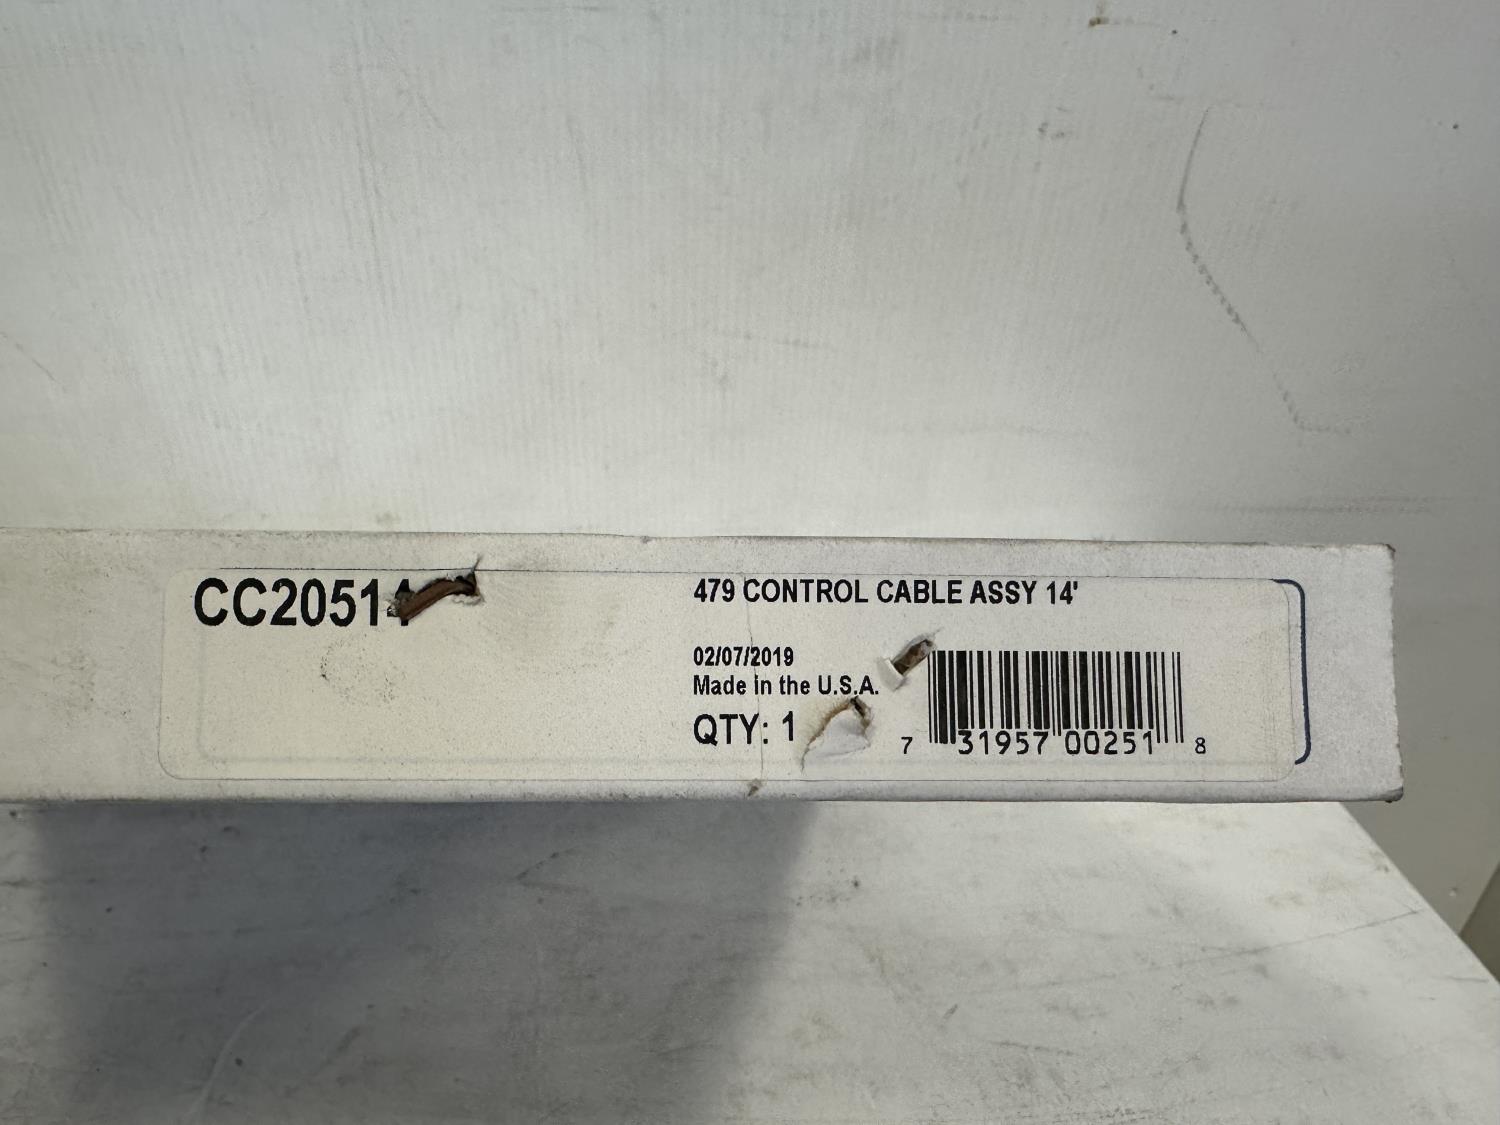 CC20514
479 CONTROL CABLE ASSY 14'
02/07/2019
Made in the U.S.A.
QTY: 1
7 31957 00251 8